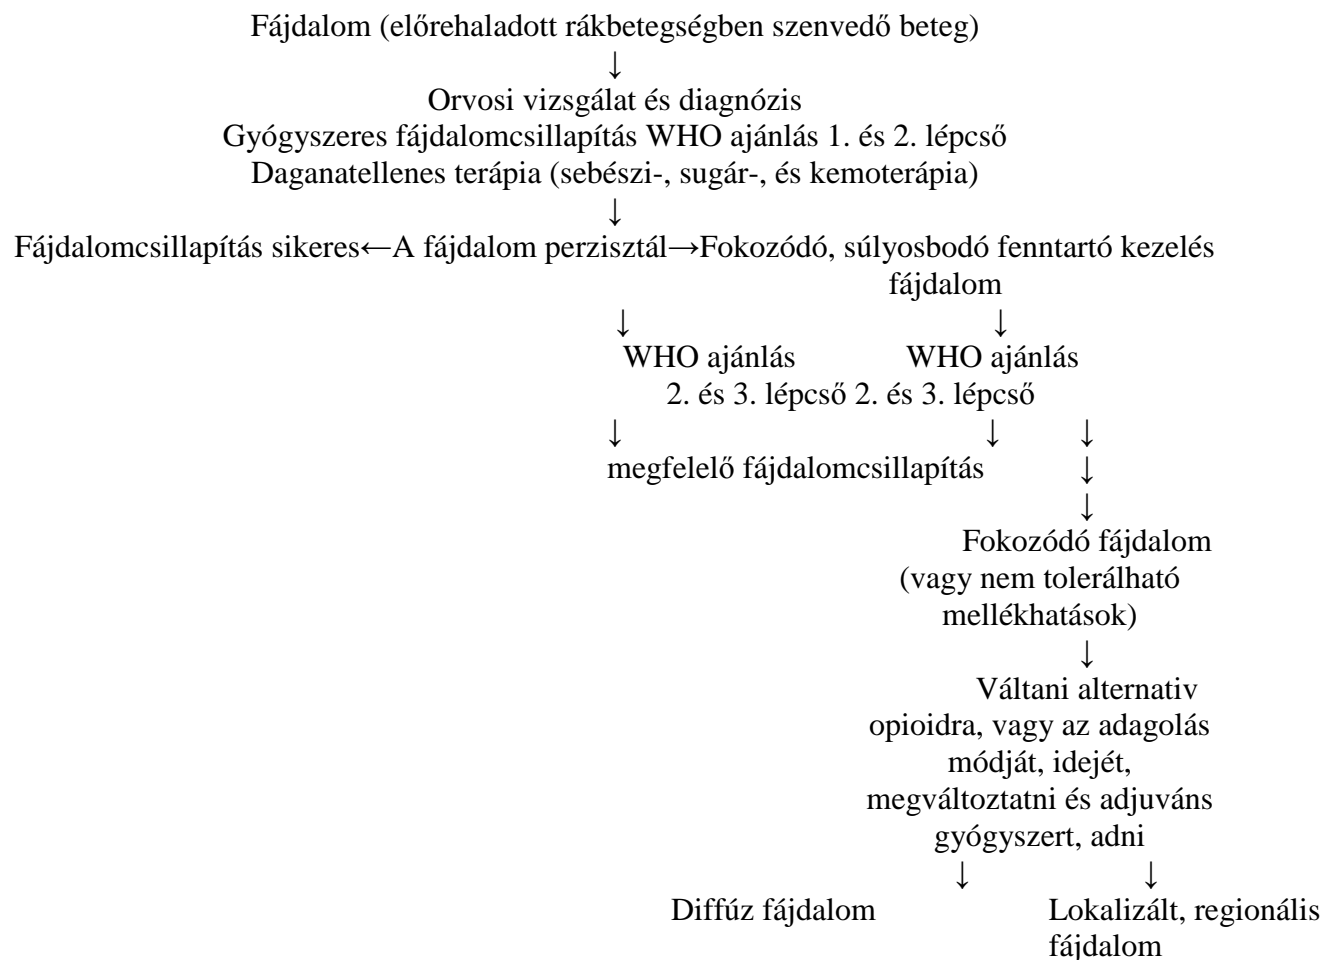 Fájdalom (előrehaladott rákbetegségben szenvedő beteg)
↓
Orvosi vizsgálat és diagnózis
Gyógyszeres fájdalomcsillapítás WHO ajánlás 1. és 2. lépcső
Daganatellenes terápia (sebészi-, sugár-, és kemoterápia)
↓
Fájdalomcsillapítás sikeres←A fájdalom perzisztál→Fokozódó, súlyosbodó fenntartó kezelés
fájdalom
↓ ↓
WHO ajánlás WHO ajánlás
2. és 3. lépcső 2. és 3. lépcső
↓ ↓ ↓
megfelelő fájdalomcsillapítás ↓
↓
Fokozódó fájdalom
(vagy nem tolerálható
mellékhatások)
↓
Váltani alternativ
opioidra, vagy az adagolás
módját, idejét,
megváltoztatni és adjuváns
gyógyszert, adni
↓ ↓
Diffúz fájdalom Lokalizált, regionális
fájdalom